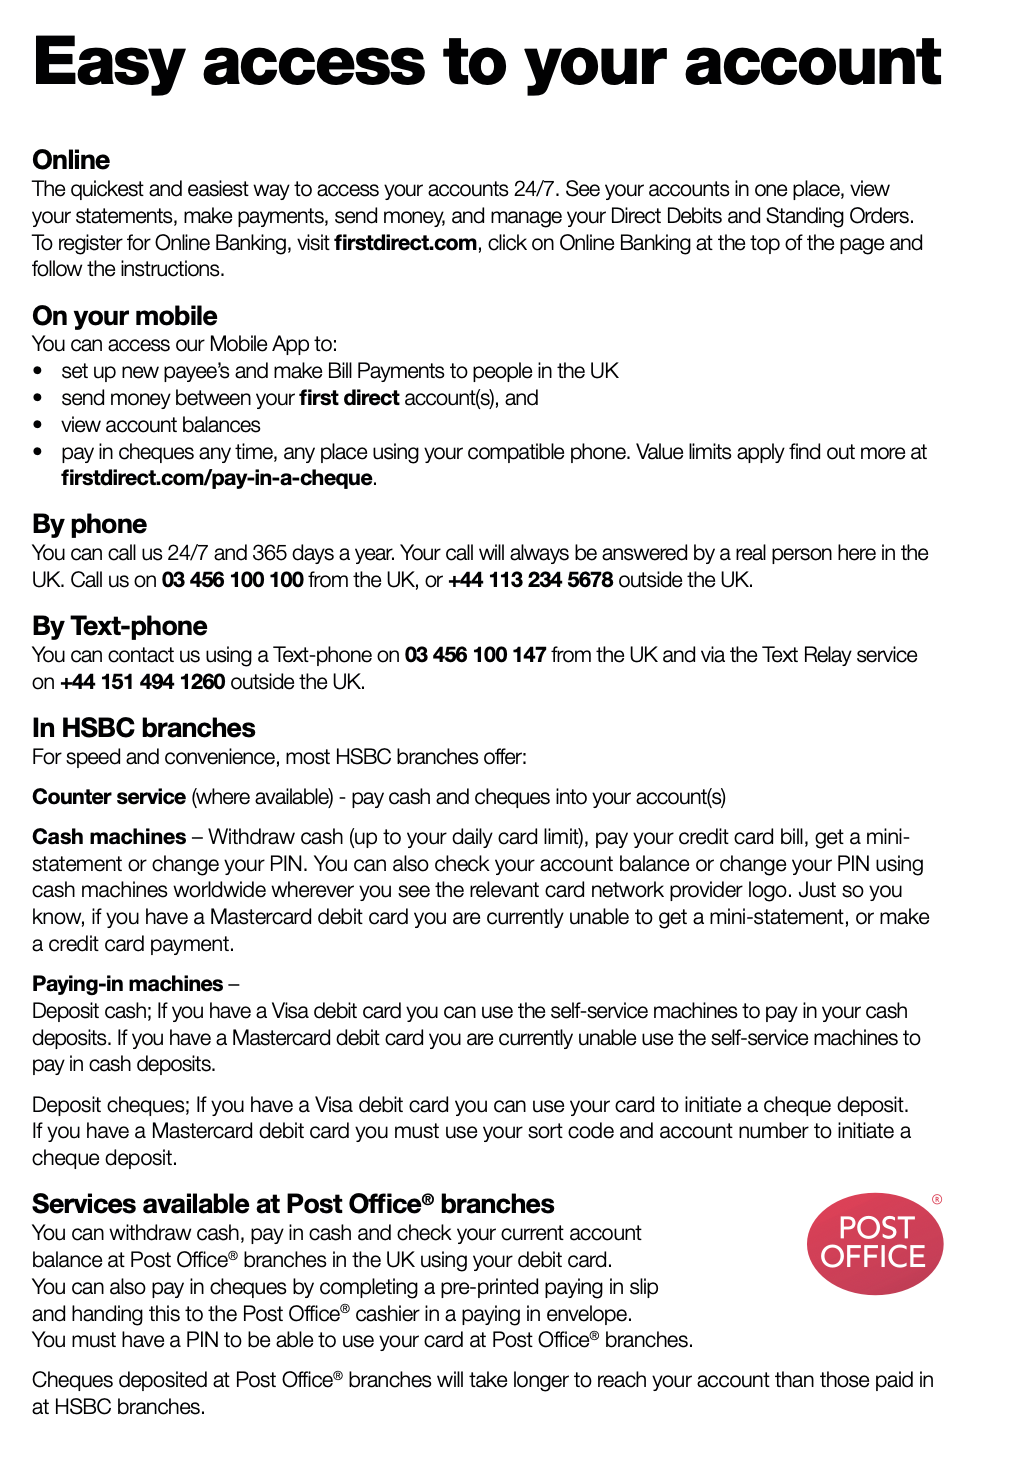 Easy access to your account
Online
The quickest and easiest way to access your accounts 24/7. See your accounts in one place, view
your statements, make payments, send money, and manage your Direct Debits and Standing Orders.
To register for Online Banking, visit firstdirect.com, click on Online Banking at the top of the page and
follow the instructions.
On your mobile
You can access our Mobile App to:
• set up new payee’s and make Bill Payments to people in the UK
• send money between your first direct account(s), and
• view account balances
• pay in cheques any time, any place using your compatible phone. Value limits apply find out more at
firstdirect.com/pay-in-a-cheque.
By phone
You can call us 24/7 and 365 days a year. Your call will always be answered by a real person here in the
UK. Call us on 03 456 100 100 from the UK, or +44 113 234 5678 outside the UK.
By Text-phone
You can contact us using a Text-phone on 03 456 100 147 from the UK and via the Text Relay service
on +44 151 494 1260 outside the UK.
In HSBC branches
For speed and convenience, most HSBC branches offer:
Counter service (where available) - pay cash and cheques into your account(s)
Cash machines – Withdraw cash (up to your daily card limit), pay your credit card bill, get a mini-
statement or change your PIN. You can also check your account balance or change your PIN using
cash machines worldwide wherever you see the relevant card network provider logo. Just so you
know, if you have a Mastercard debit card you are currently unable to get a mini-statement, or make
a credit card payment.
Paying-in machines –
Deposit cash; If you have a Visa debit card you can use the self-service machines to pay in your cash
deposits. If you have a Mastercard debit card you are currently unable use the self-service machines to
pay in cash deposits.
Deposit cheques; If you have a Visa debit card you can use your card to initiate a cheque deposit.
If you have a Mastercard debit card you must use your sort code and account number to initiate a
cheque deposit.
Services available at Post Office® branches
You can withdraw cash, pay in cash and check your current account
balance at Post Office® branches in the UK using your debit card.
You can also pay in cheques by completing a pre-printed paying in slip
and handing this to the Post Office® cashier in a paying in envelope.
You must have a PIN to be able to use your card at Post Office® branches.
POST
OFFICE
®
Cheques deposited at Post Office® branches will take longer to reach your account than those paid in
at HSBC branches.